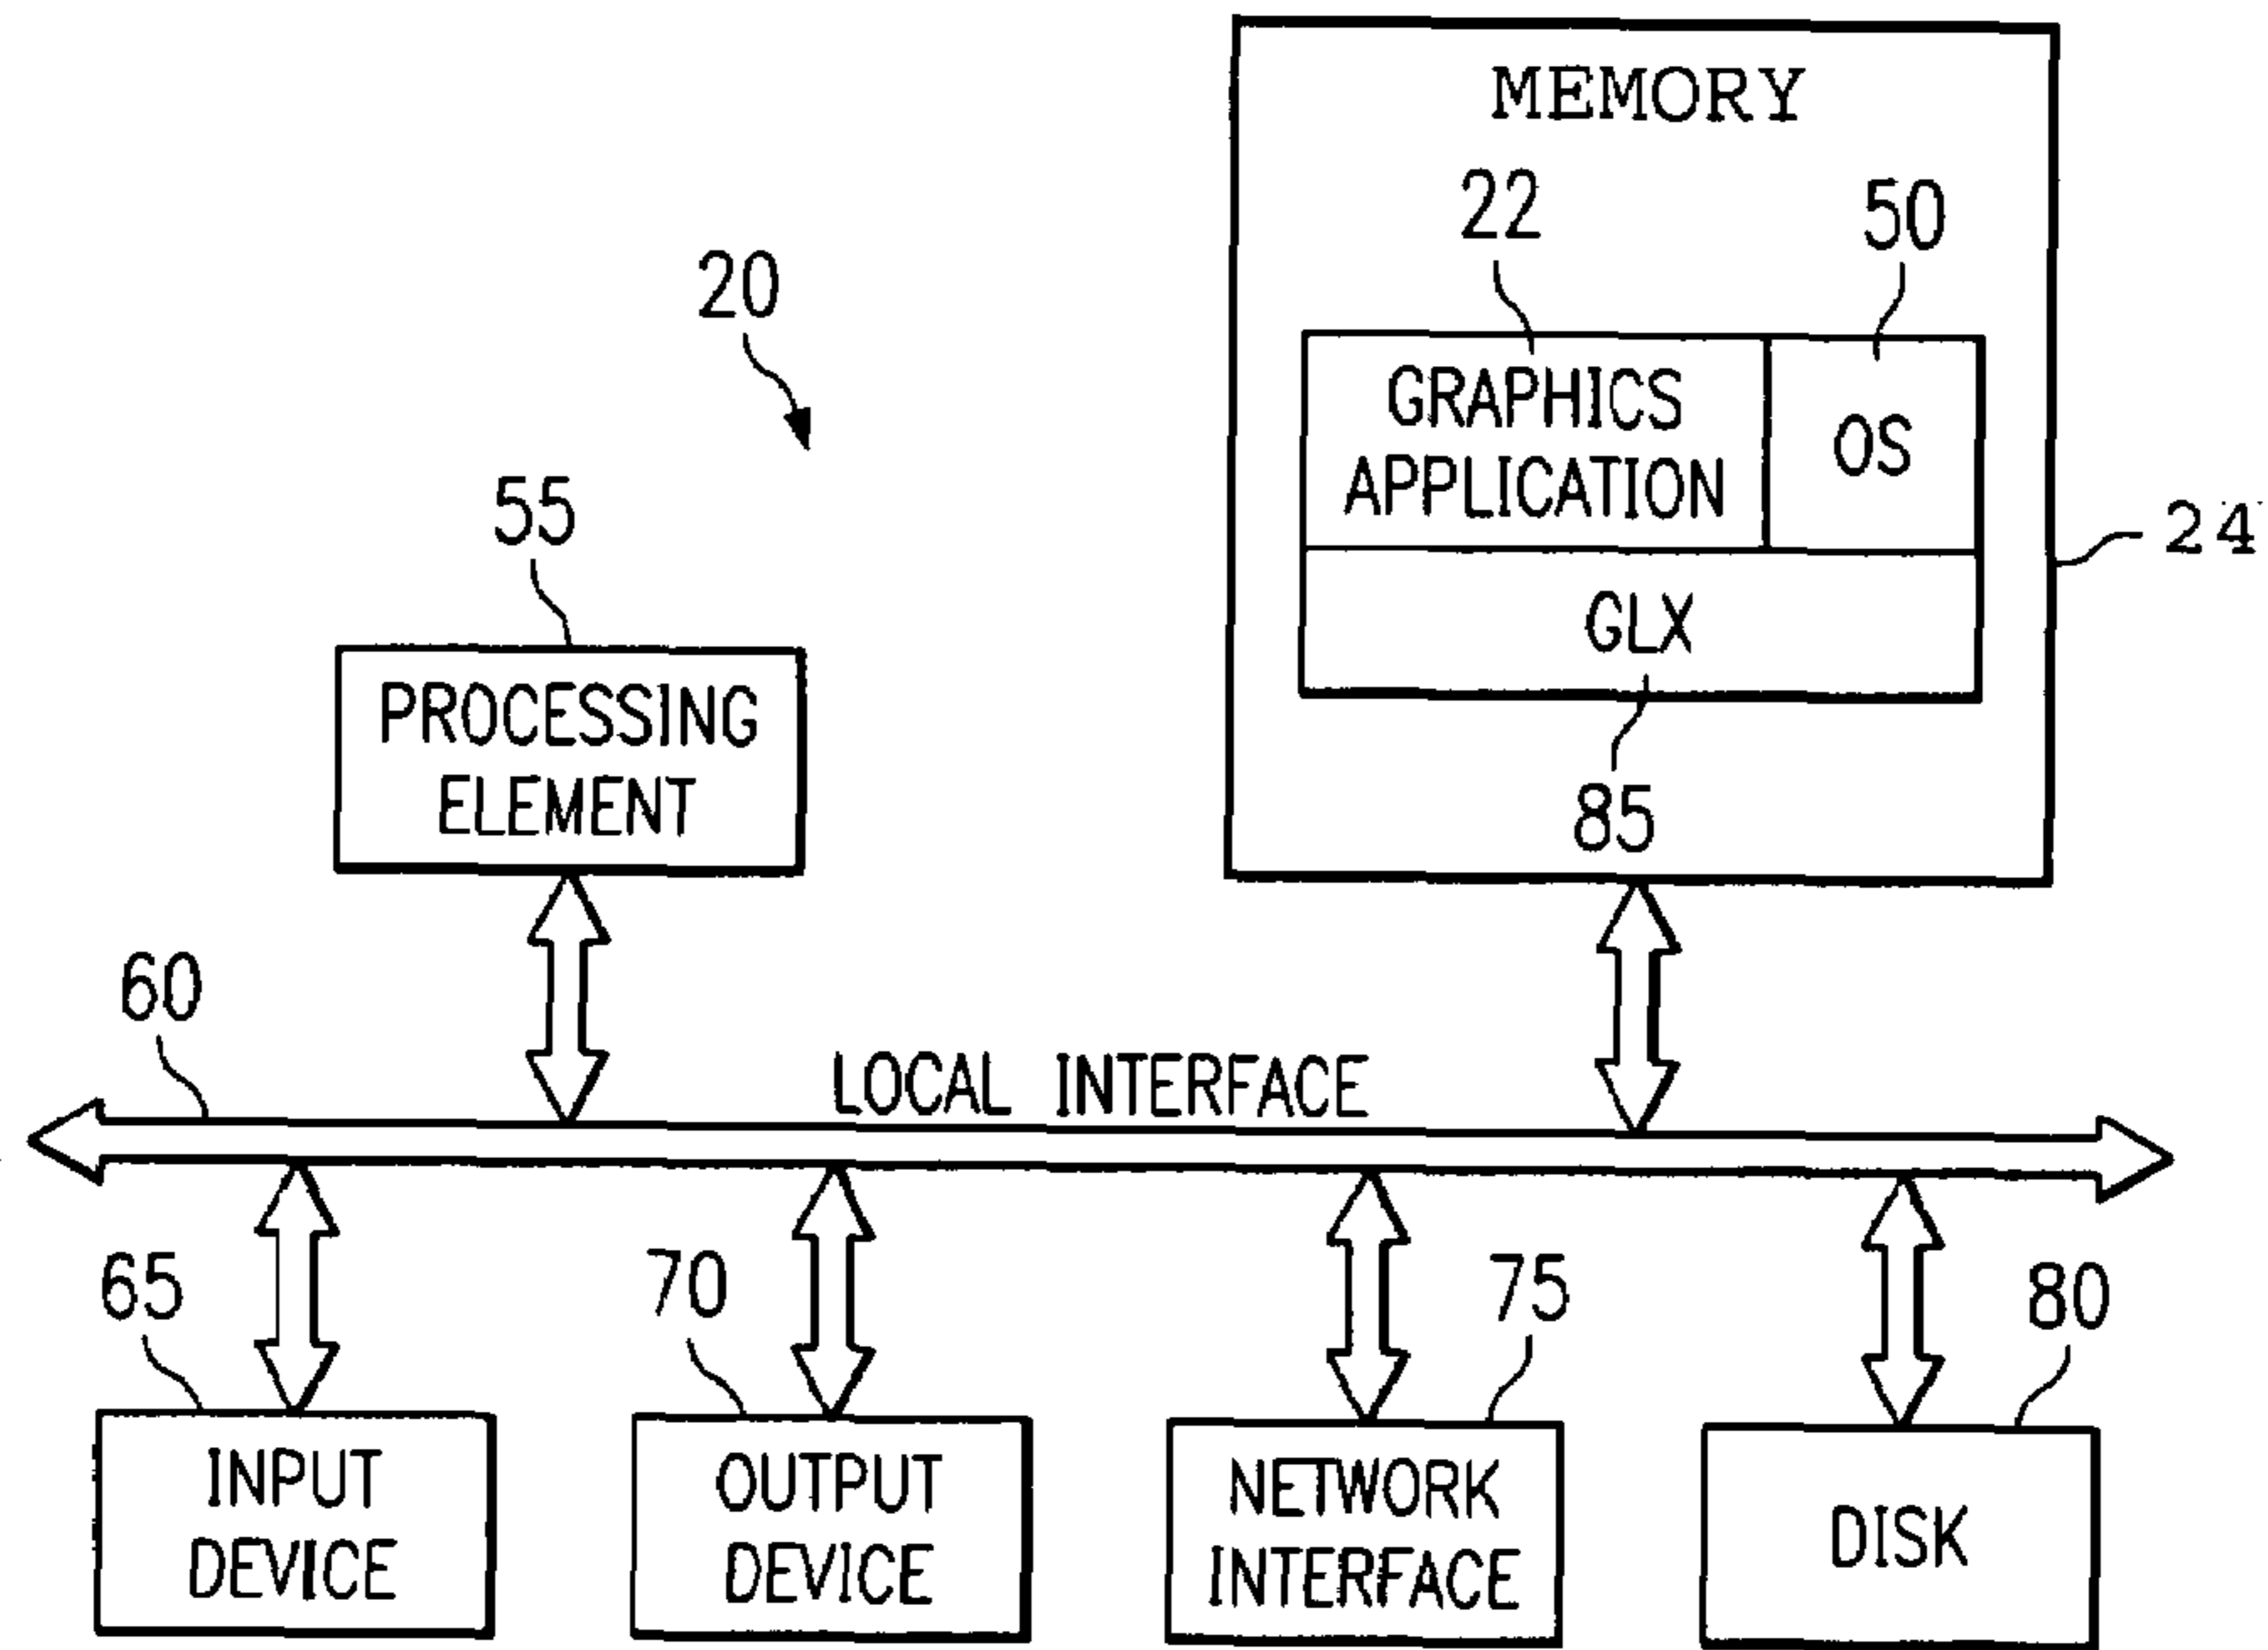 MEMORY
22
50
20
GRAPHICS
APPLICATION
OS
24
55
GLX
PROCESSING
ELEMENT
85
60
LOCAL INTERFACE
65
70
75
80
INPUT
DEVICE
OUTPUT
DEVICE
NETWORK
INTERFACE
DISK